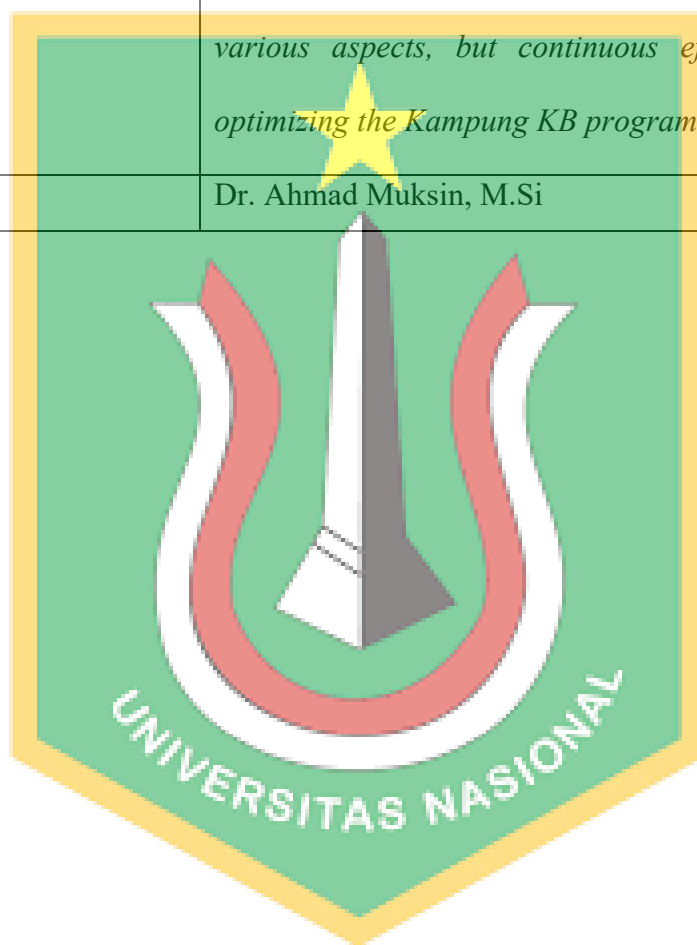 various aspects, but continuous
optimizing the Kampung KB program
Dr. Ahmad Muksin, M.Si
UNIVERSITAS NASIONAL